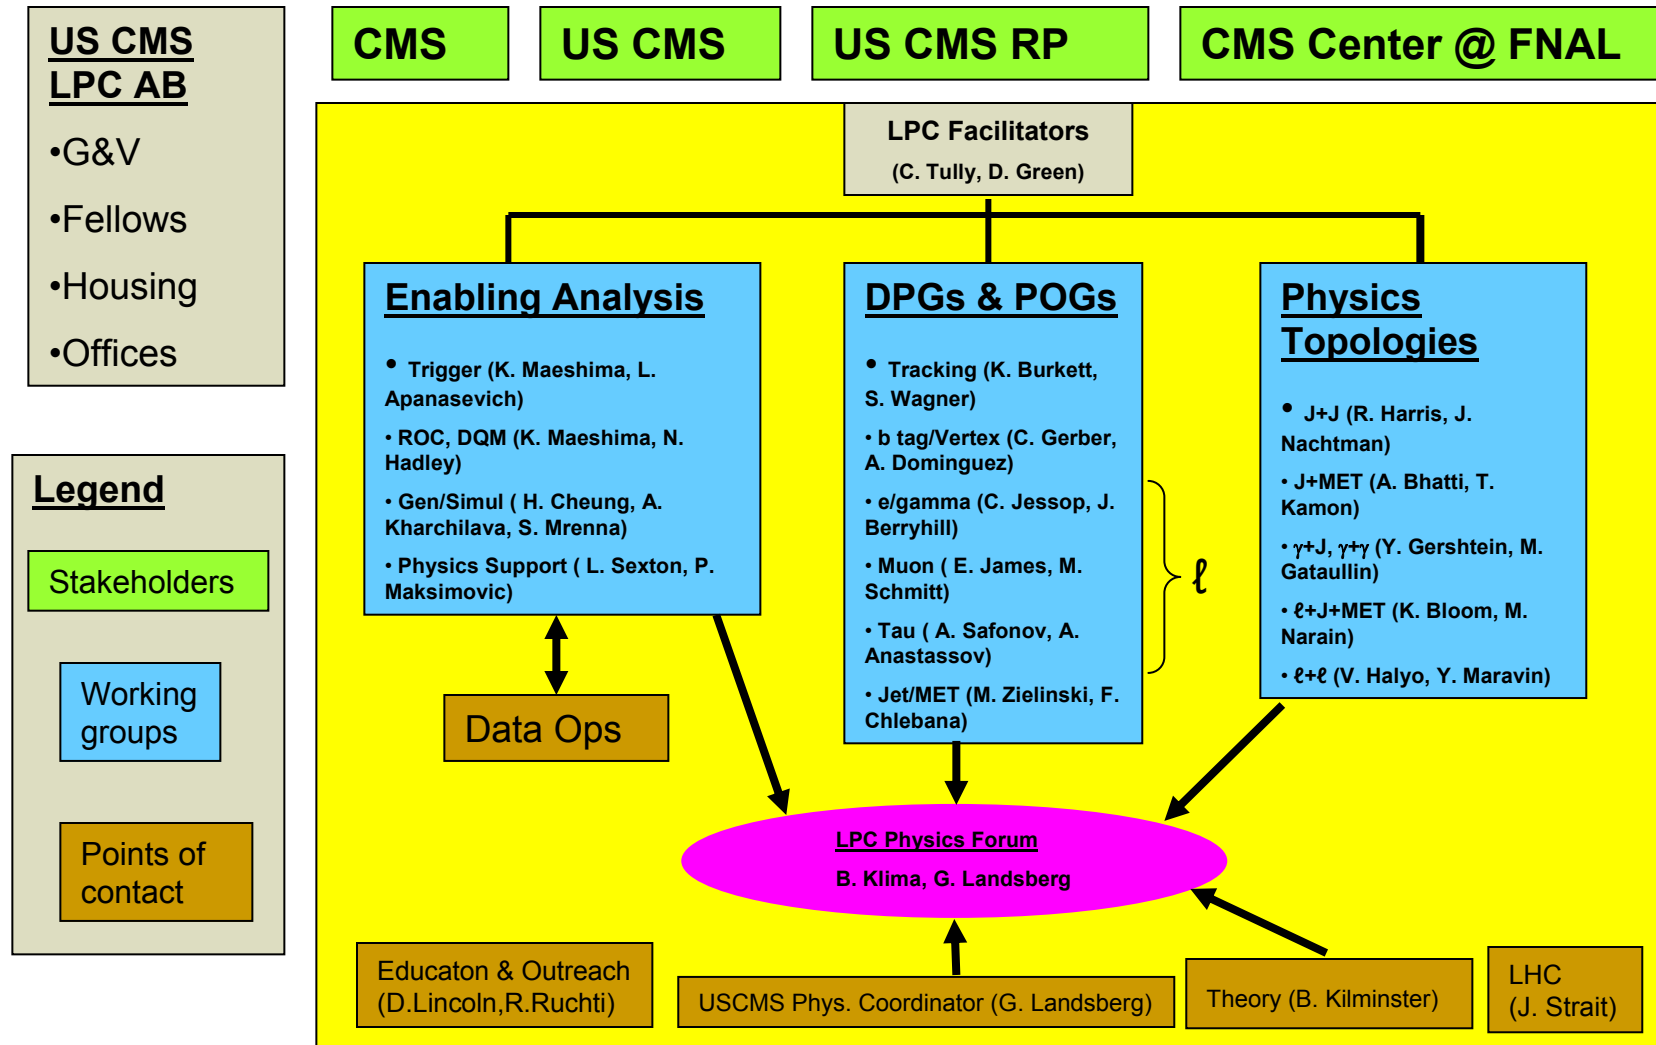 US CMS
LPC AB
•G&V
•Fellows
•Housing
•Offices
Legend
Stakeholders
Working
groups
Points of
contact
CMS
US CMS
US CMS RP
CMS Center @ FNAL
LPC Facilitators
(C. Tully, D. Green)
Enabling Analysis
• Trigger (K. Maeshima, L.
Apanasevich)
• ROC, DQM (K. Maeshima, N.
Hadley)
• Gen/Simul ( H. Cheung, A.
Kharchilava, S. Mrenna)
• Physics Support ( L. Sexton, P.
Maksimovic)
Data Ops
DPGs & POGs
• Tracking (K. Burkett,
S. Wagner)
• b tag/Vertex (C. Gerber,
A. Dominguez)
• e/gamma (C. Jessop, J.
Berryhill)
• Muon ( E. James, M.
Schmitt)
• Tau ( A. Safonov, A.
Anastassov)
• Jet/MET (M. Zielinski, F.
Chlebana)
ℓ
Physics
Topologies
• J+J (R. Harris, J.
Nachtman)
• J+MET (A. Bhatti, T.
Kamon)
• γ+J, γ+γ (Y. Gershtein, M.
Gataullin)
• ℓ+J+MET (K. Bloom, M.
Narain)
• ℓ+ℓ (V. Halyo, Y. Maravin)
LPC Physics Forum
B. Klima, G. Landsberg
Educaton & Outreach
(D.Lincoln,R.Ruchti)
USCMS Phys. Coordinator (G. Landsberg)
Theory (B. Kilminster)
LHC
(J. Strait)